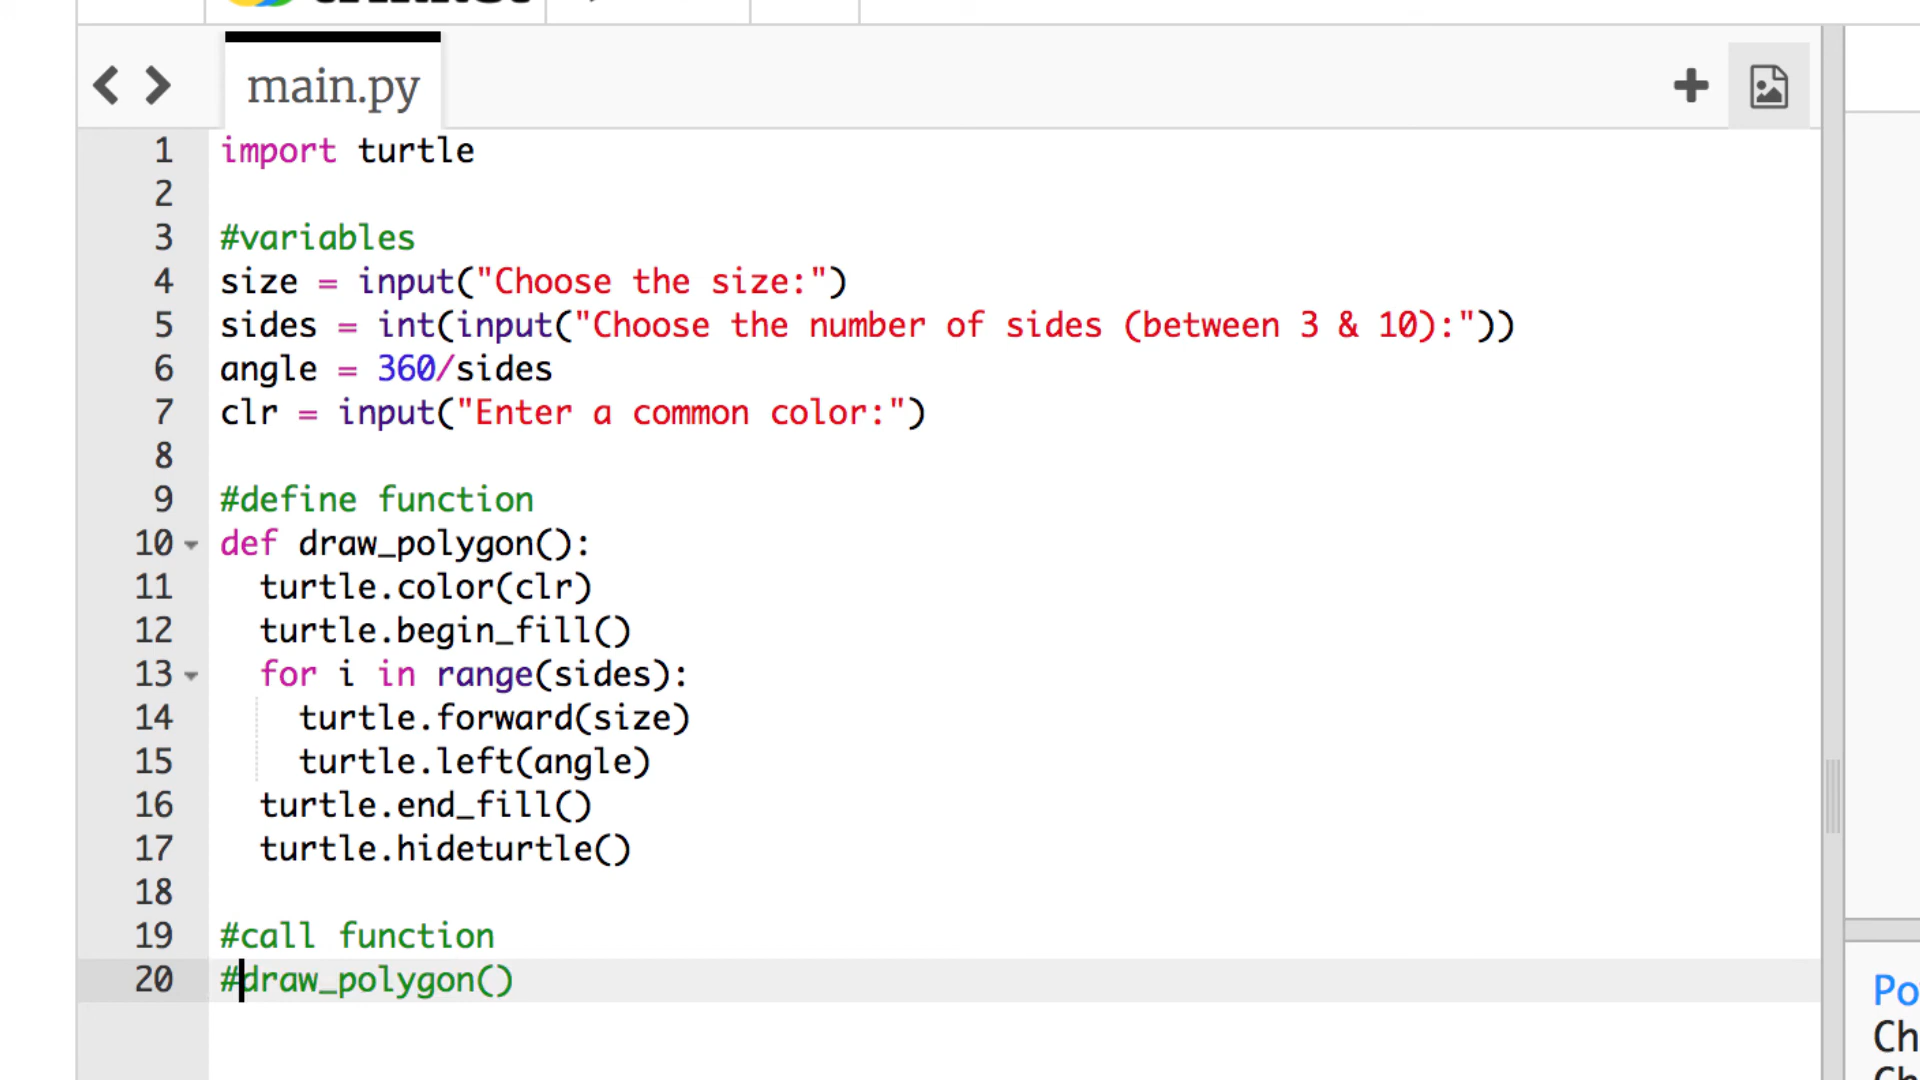 main.py
1 import turtle
2
3 #variables
4 size = input("Choose the size:")
5 sides = int(input("Choose the number of sides (between 3 & 10):"))
6 angle = 360/sides
7 clr = input("Enter a common color:")
8
9 #define function
10 def draw_polygon():
11 turtle.color(clr)
12 turtle.begin_fill()
13 for i in range(sides):
14 turtle.forward(size)
15 turtle.left(angle)
16 turtle.end_fill()
17 turtle.hideturtle()
18
19 #call function
20 #draw_polygon()
Po
Ch